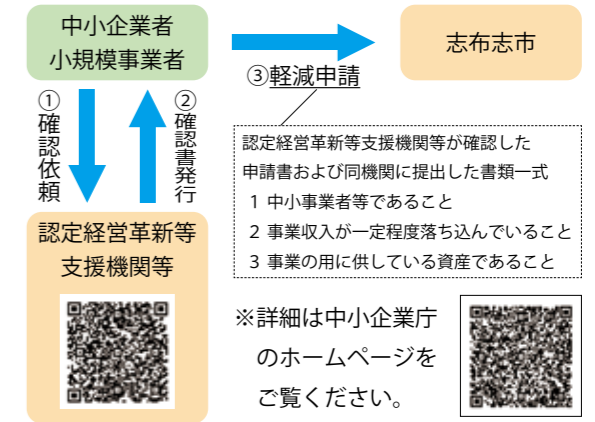 中小企業者
小規模事業者
志布志市
③軽減申請
①確認依頼
②確認書発行
認定経営革新等支援機関等が確認した
申請書および同機関に提出した書類一式
1 中小事業者等であること
2 事業収入が一定程度落ち込んでいること
3 事業の用に供している資産であること
認定経営革新等
支援機関等
※詳細は中小企業庁
のホームページを
ご覧ください。